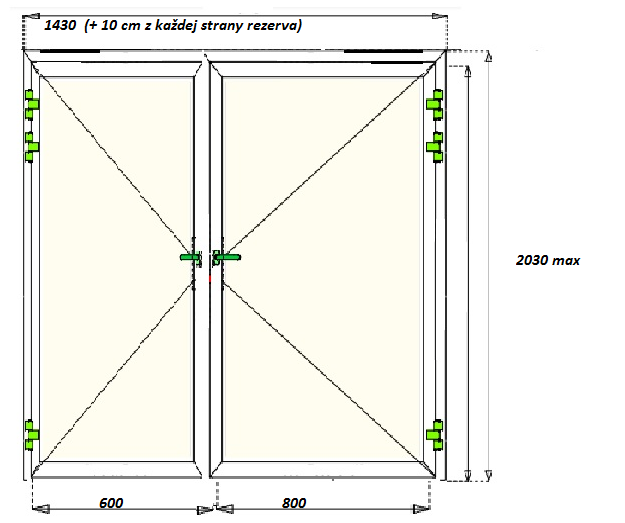 1430 (+ 10 cm z každej strany rezerva)
2030 max
600
800